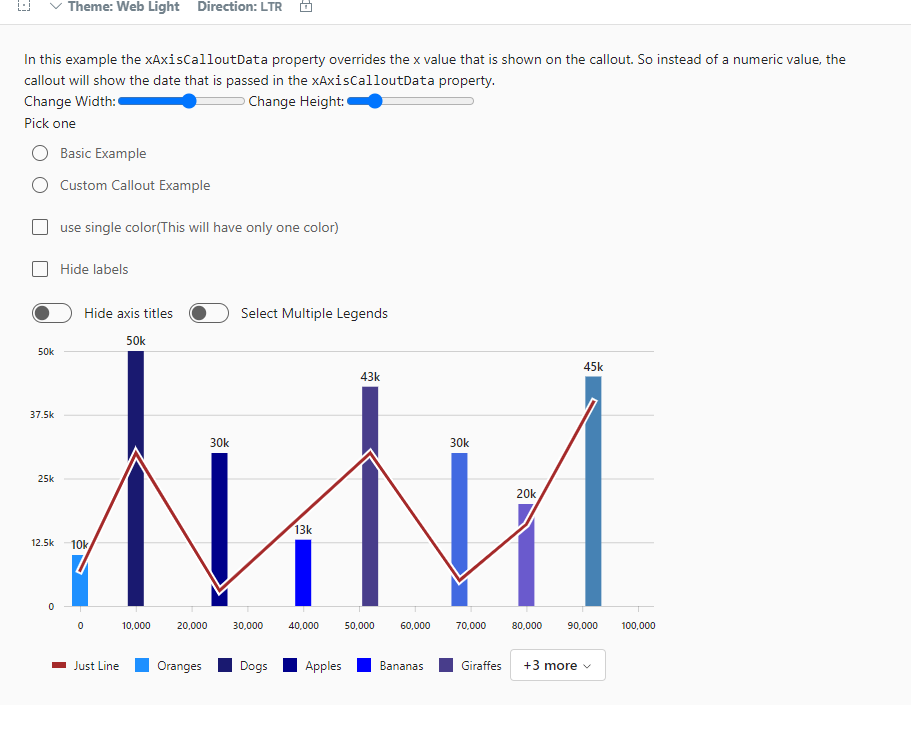 Theme: Web Light Direction: LTR
In this example the xAxisCalloutData property overrides the x value that is shown on the callout. So instead of a numeric value, the
callout will show the date that is passed in the xAxisCalloutData property.
Change Width: Change Height:
Pick one
Basic Example
Custom Callout Example
use single color(This will have only one color)
Hide labels
Hide axis titles Select Multiple Legends
50k
50k
45k
43k
37.5k
30k 30k
25k
20k
13k
12.5k 10k
0
0 10,000 20,000 30,000 40,000 50,000 60,000 70,000 80,000 90,000 100,000
Just Line Oranges Dogs Apples Bananas Giraffes +3 more